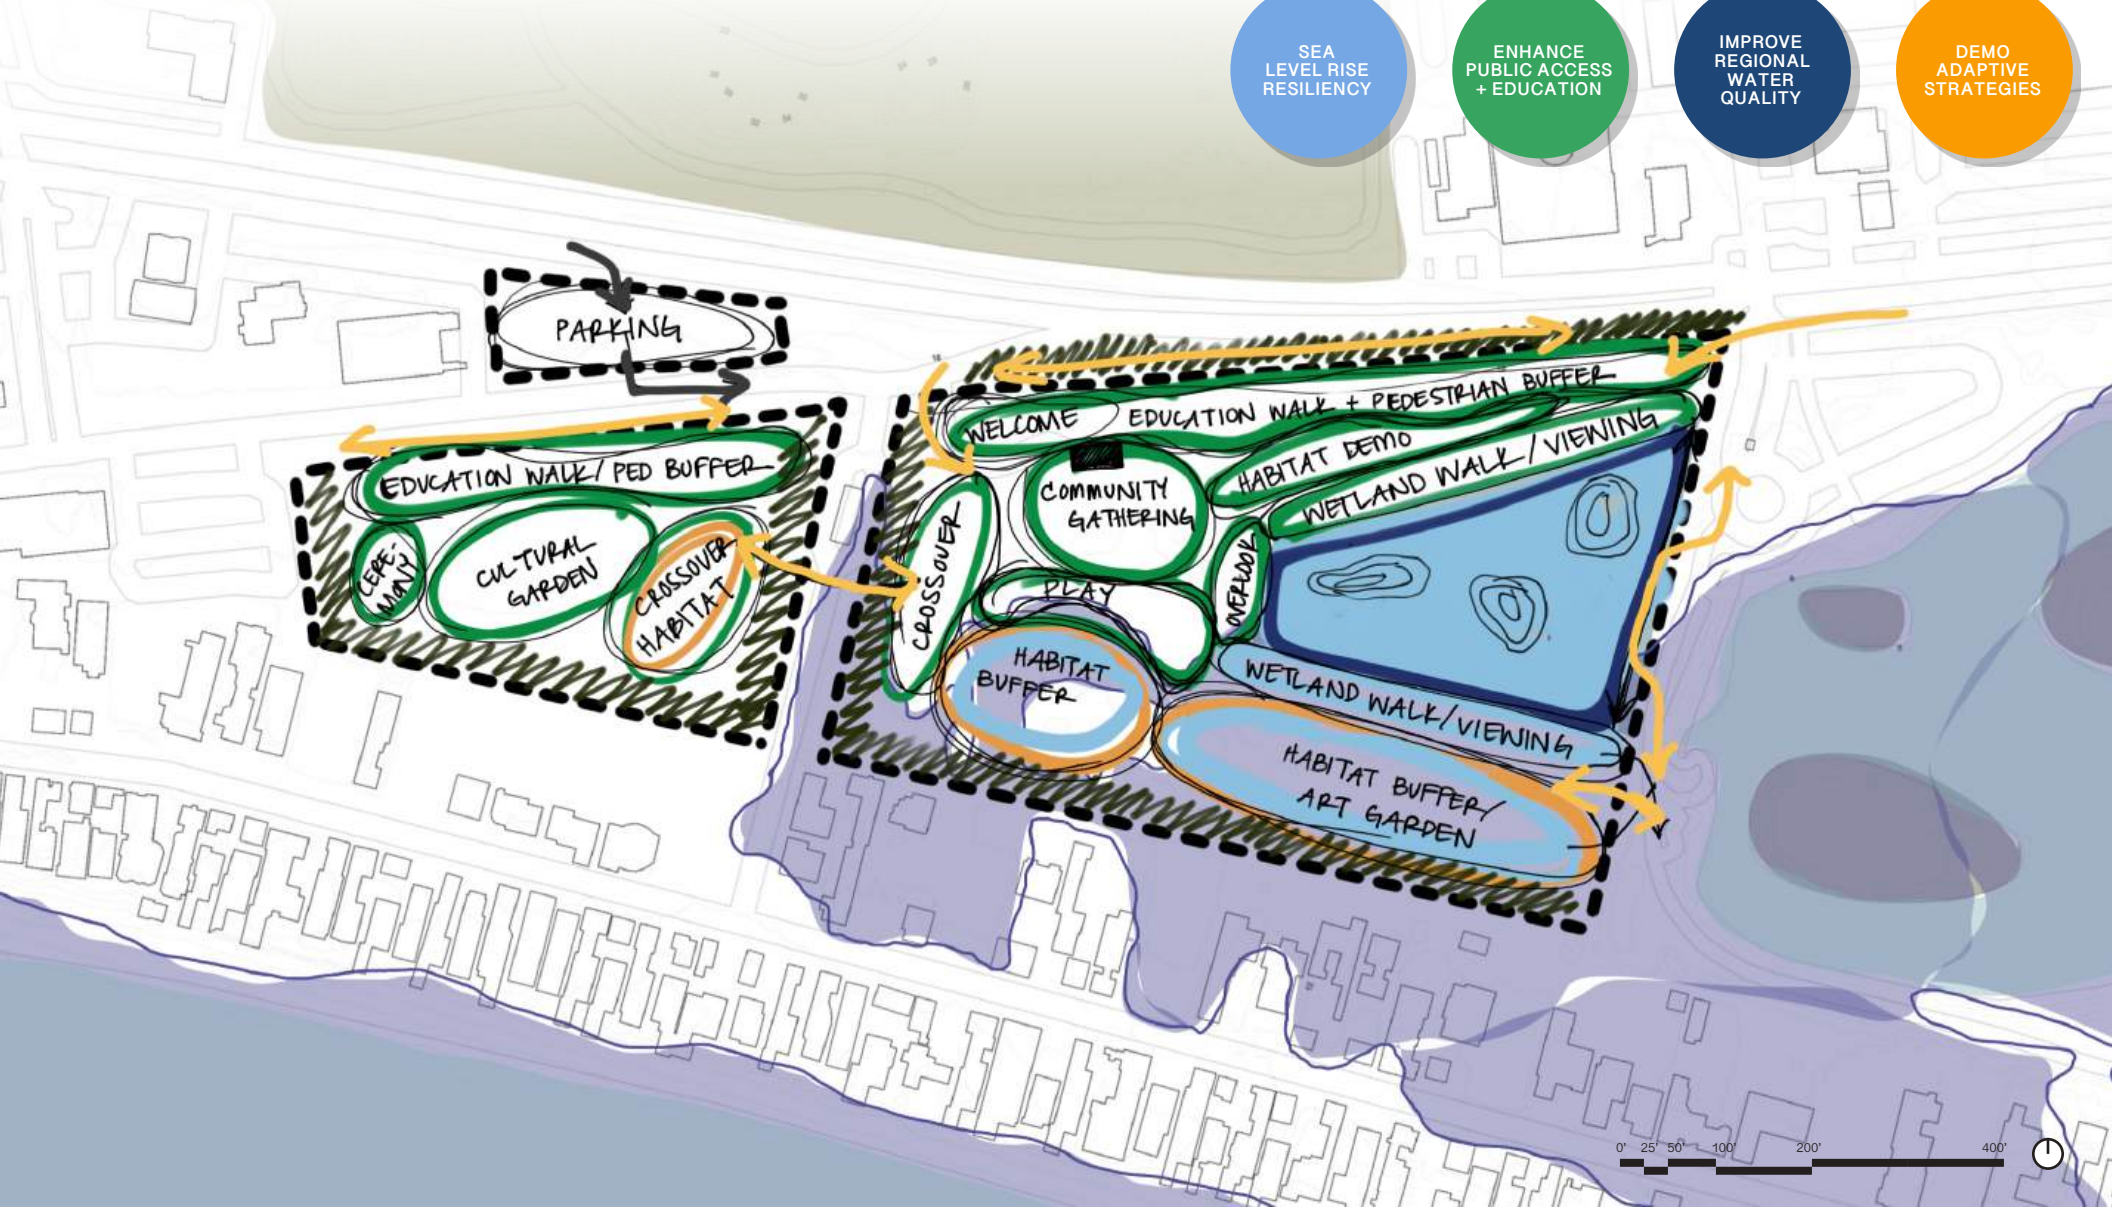 SEA
LEVEL RISE
RESILIENCY
ENHANCE
PUBLIC ACCESS
+ EDUCATION
IMPROVE
REGIONAL
WATER
QUALITY
DEMO
ADAPTIVE
STRATEGIES
PARKING
EDUCATION WALK/PED BUFFER
CERE-
MONY
CULTURAL
GARDEN
CROSSOVER
HABITAT
WELCOME
EDUCATION WALK + PEDESTRIAN BUFFER
HABITAT DEMO
WETLAND WALK/VIEWING
COMMUNITY
GATHERING
CROSSOVER
PLAY
OVERLOOK
HABITAT
BUFFER
WETLAND WALK/VIEWING
HABITAT BUFFER/
ART GARDEN
0' 25' 50' 100' 200' 400'